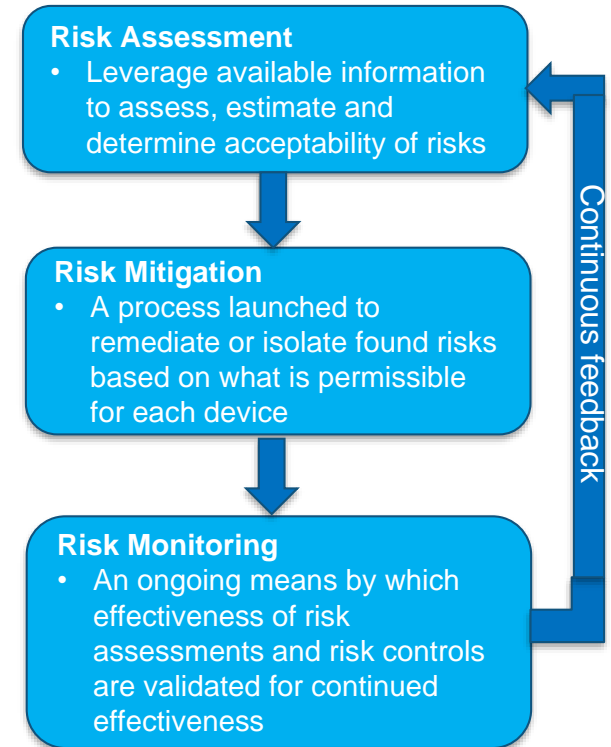 Risk Assessment
• Leverage available information
to assess, estimate and
determine acceptability of risks
Continuous feedback
Risk Mitigation
• A process launched to
remediate or isolate found risks
based on what is permissible
for each device
Risk Monitoring
• An ongoing means by which
effectiveness of risk
assessments and risk controls
are validated for continued
effectiveness